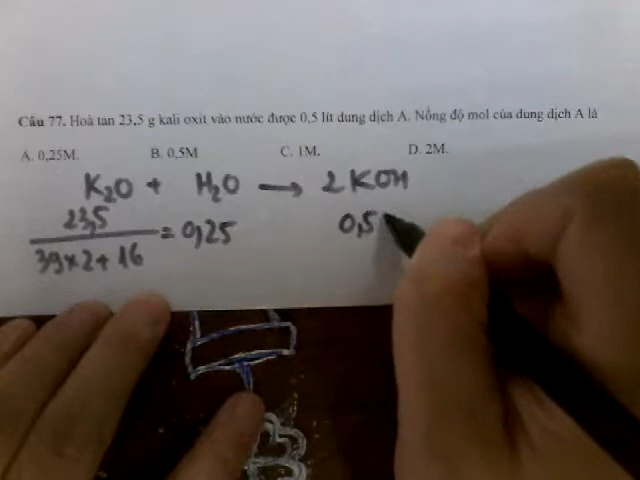 Câu 77. Hoà tan 23,5 g kali oxit vào nước được 0,5 lít dung dịch A. Nồng độ mol của dung dịch A là
A. 0,25M. B. 0,5M C. 1M. D. 2M.
K₂O + H₂O → 2KOH
23,5
= 0,25 0,5
39×2+16